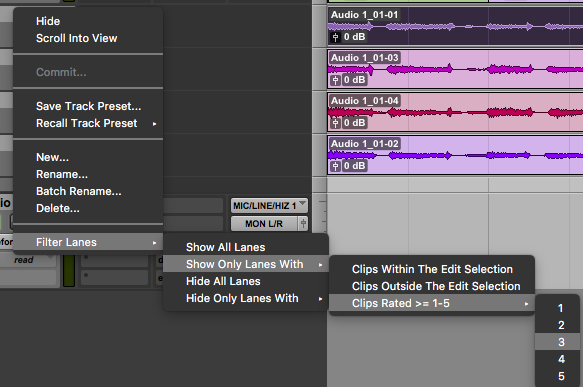 Hide
Scroll Into View
Commit...
Save Track Preset...
Recall Track Preset
New...
Rename...
Batch Rename...
Delete...
Filter Lanes
read
Show All Lanes
Show Only Lanes With
Hide All Lanes
Hide Only Lanes With
Clips Within The Edit Selection
Clips Outside The Edit Selection
Clips Rated >= 1-5
1
2
3
4
5
Audio 1_01-01
0 dB
Audio 1_01-03
0 dB
Audio 1_01-04
0 dB
Audio 1_01-02
0 dB
MIC/LINE/HIZ 1
MON L/R